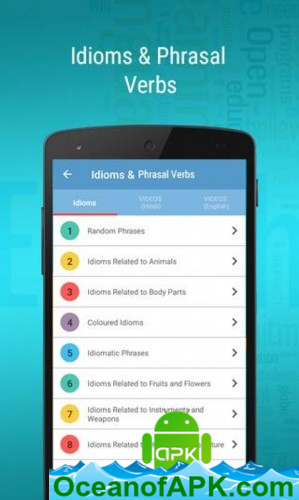 Idioms & Phrasal
Verbs
Idioms & Phrasal Verbs
Idioms
VIDEOS
(Hindi)
VIDEOS
(English)
1 Random Phrases
2 Idioms Related to Animals
3 Idioms Related to Body Parts
4 Coloured Idioms
5 Idiomatic Phrases
6 Idioms Related to Fruits and Flowers
7 Idioms Related to Instruments and
Weapons
8 Idioms Related to
APK
OceanofAPK.com